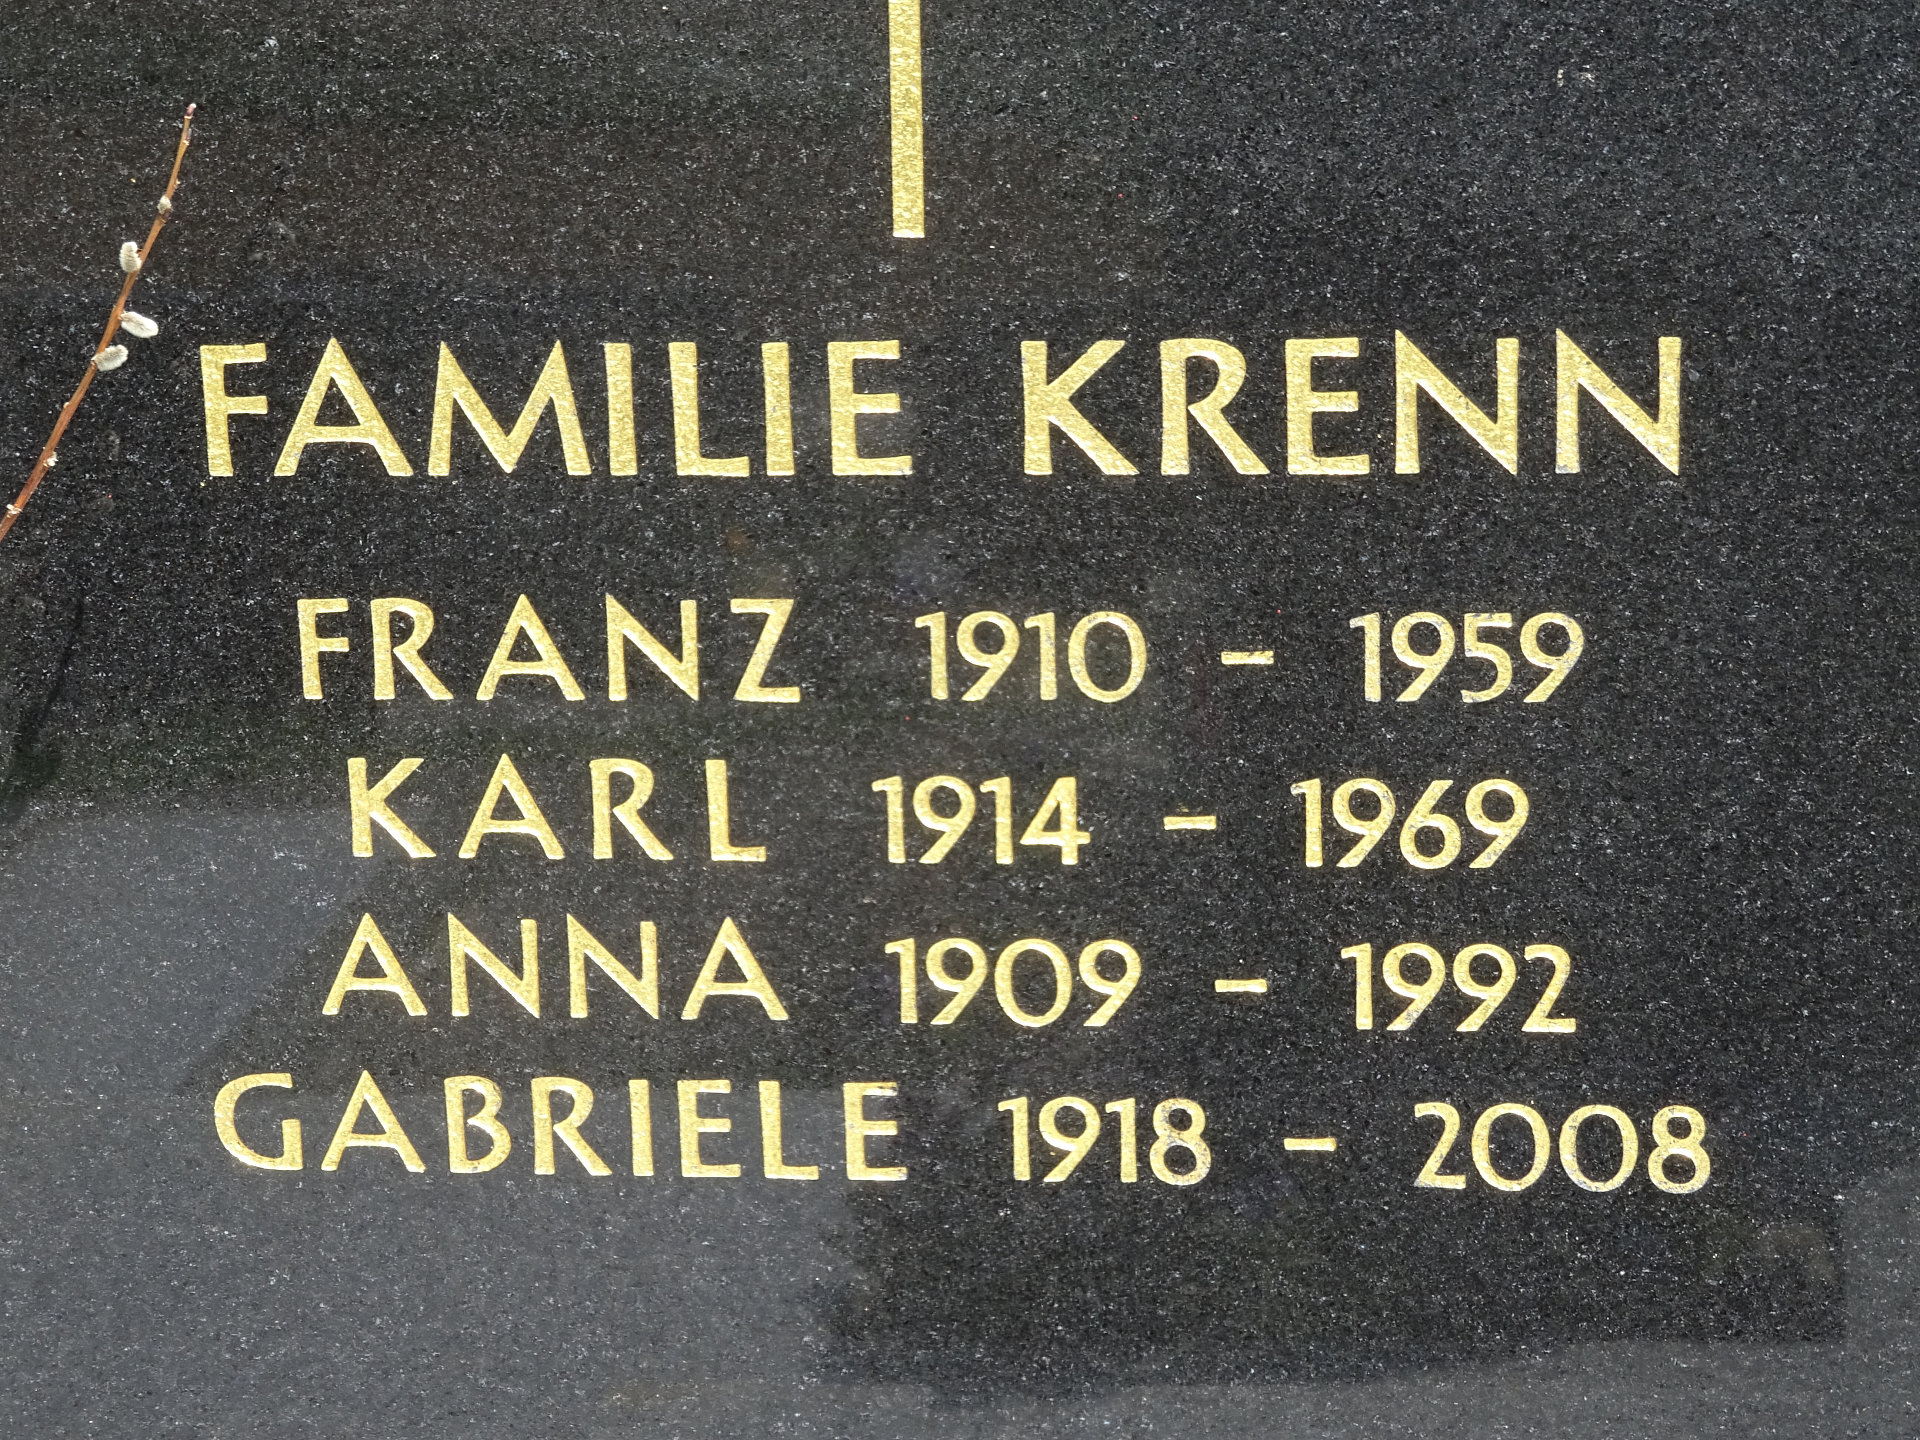 FAMILIE KRENN
FRANZ 1910 - 1959
KARL 1914 - 1969
ANNA 1909 - 1992
GABRIELE 1918 - 2008